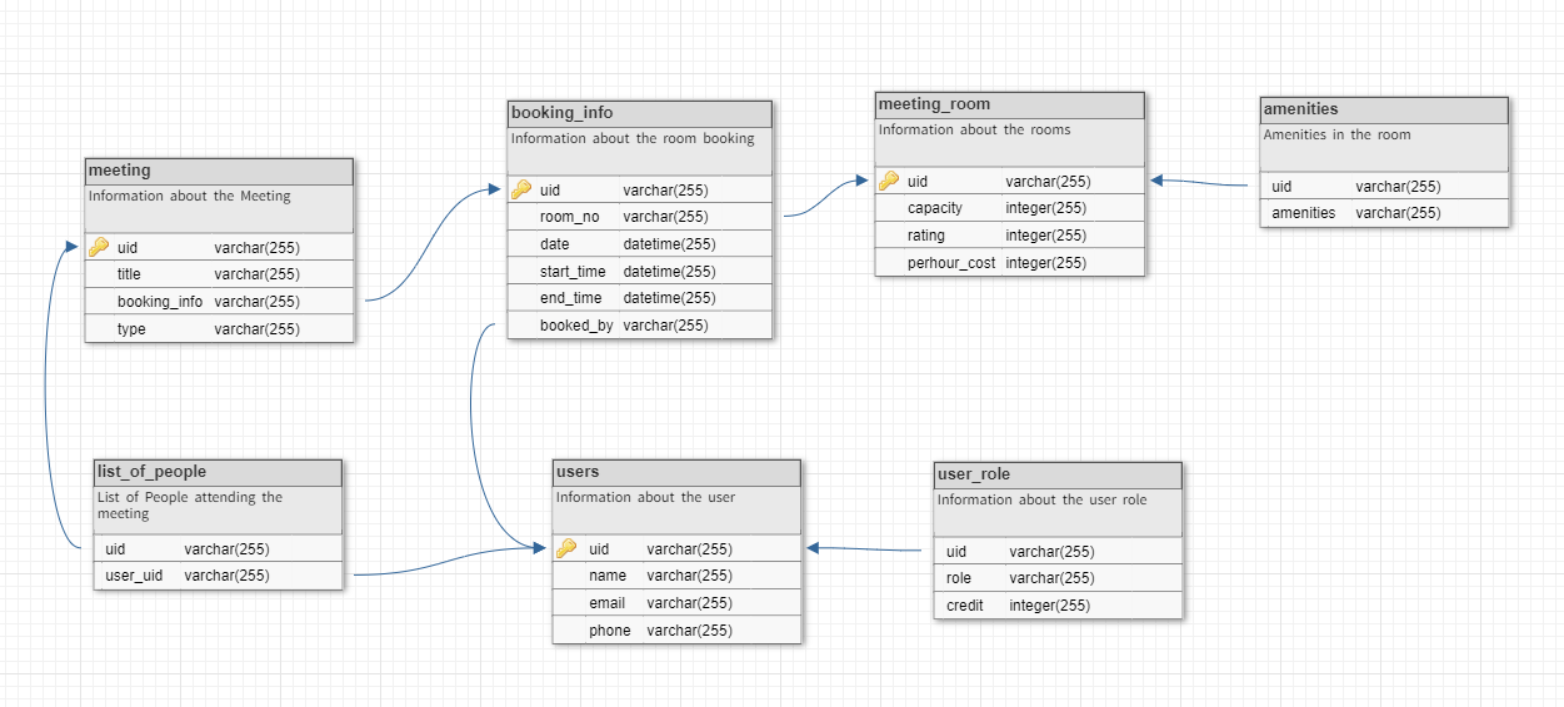 meeting
Information about the Meeting
uid varchar(255)
title varchar(255)
booking_info varchar(255)
type varchar(255)
booking_info
Information about the room booking
uid varchar(255)
room_no varchar(255)
date datetime(255)
start_time datetime(255)
end_time datetime(255)
booked_by varchar(255)
meeting_room
Information about the rooms
uid varchar(255)
capacity integer(255)
rating integer(255)
perhour_cost integer(255)
amenities
Amenities in the room
uid varchar(255)
amenities varchar(255)
list_of_people
List of People attending the
meeting
uid varchar(255)
user_uid varchar(255)
users
Information about the user
uid varchar(255)
name varchar(255)
email varchar(255)
phone varchar(255)
user_role
Information about the user role
uid varchar(255)
role varchar(255)
credit integer(255)